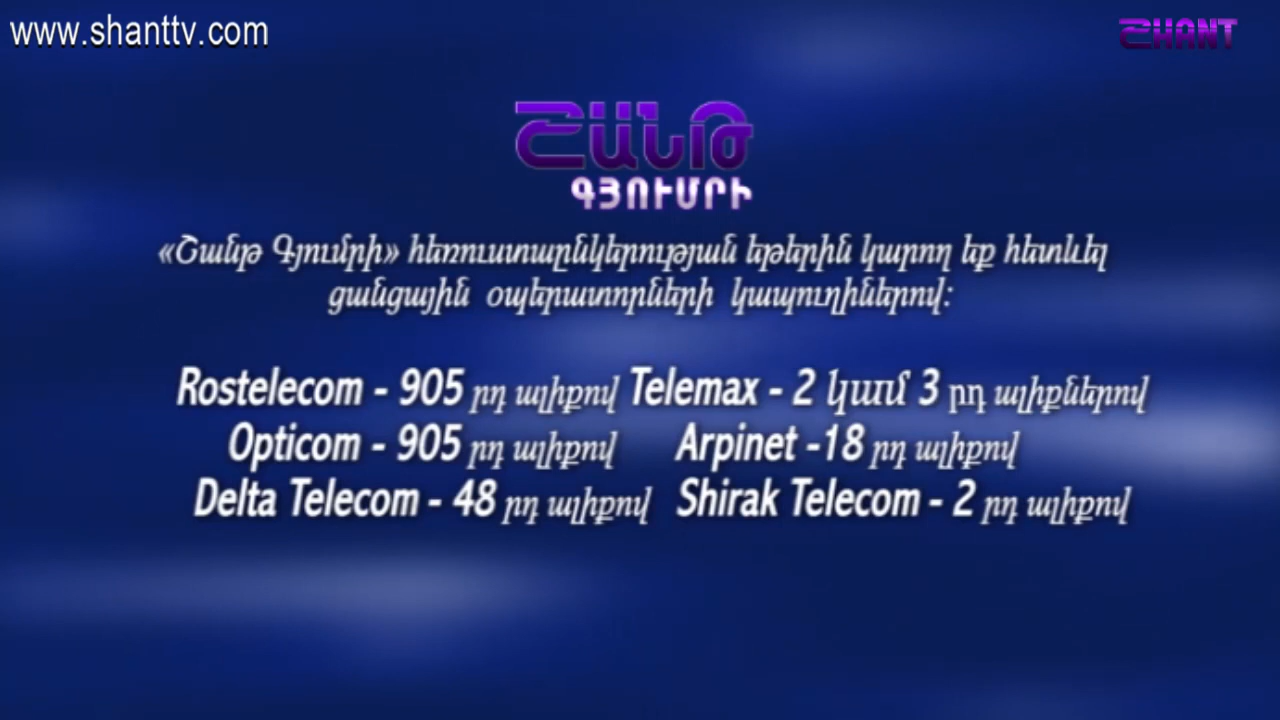 www.shanttv.com
SHANT
ՇԱՆԹ
ԳՅՈՒՄՐԻ
«Շանթ Գյումրի» հեռուստաընկերության եթերին կարող եք հետևել
ցանցային օպերատորների կապուղիներով:
Rostelecom - 905 րդ ալիքով Telemax - 2 կամ 3 րդ ալիքներով
Opticom - 905 րդ ալիքով Arpinet -18 րդ ալիքով
Delta Telecom - 48 րդ ալիքով Shirak Telecom - 2 րդ ալիքով